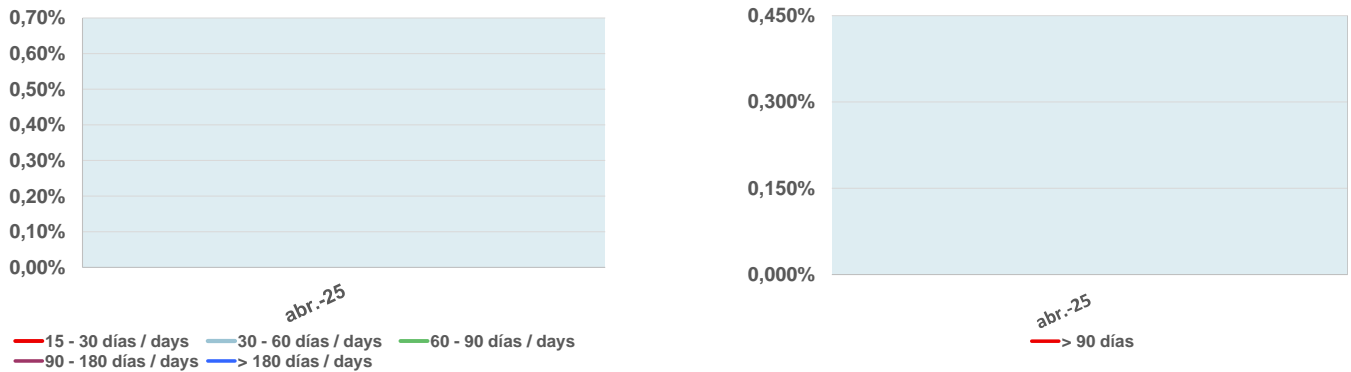 0,70%
0,60%
0,50%
0,40%
0,30%
0,20%
0,10%
0,00%
abr.-25
15 - 30 días / days 30 - 60 días / days 60 - 90 días / days
90 - 180 días / days > 180 días / days
0,450%
0,300%
0,150%
0,000%
abr.-25
> 90 días